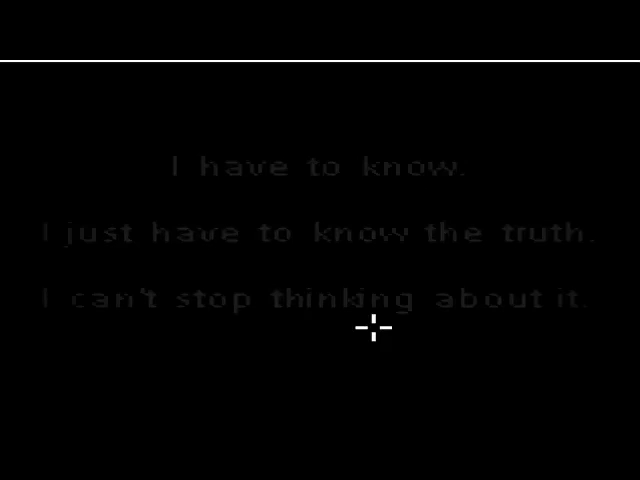 I have to know.
I just have to know the truth.
I can't stop thinking about it.